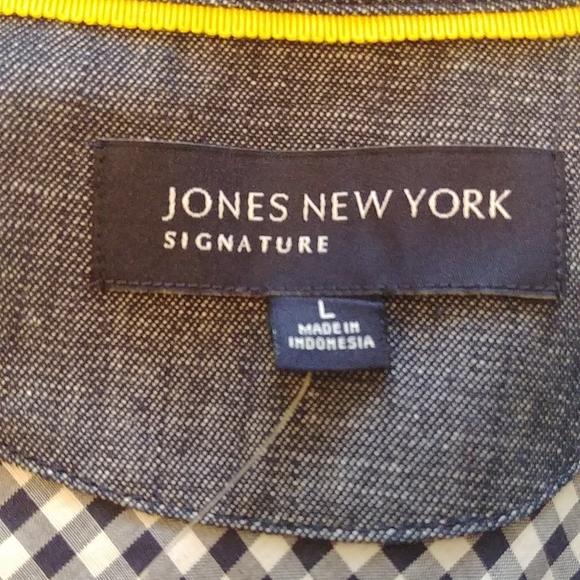 JONES NEW YORK
SIGNATURE
L
MADE IN
INDONESIA